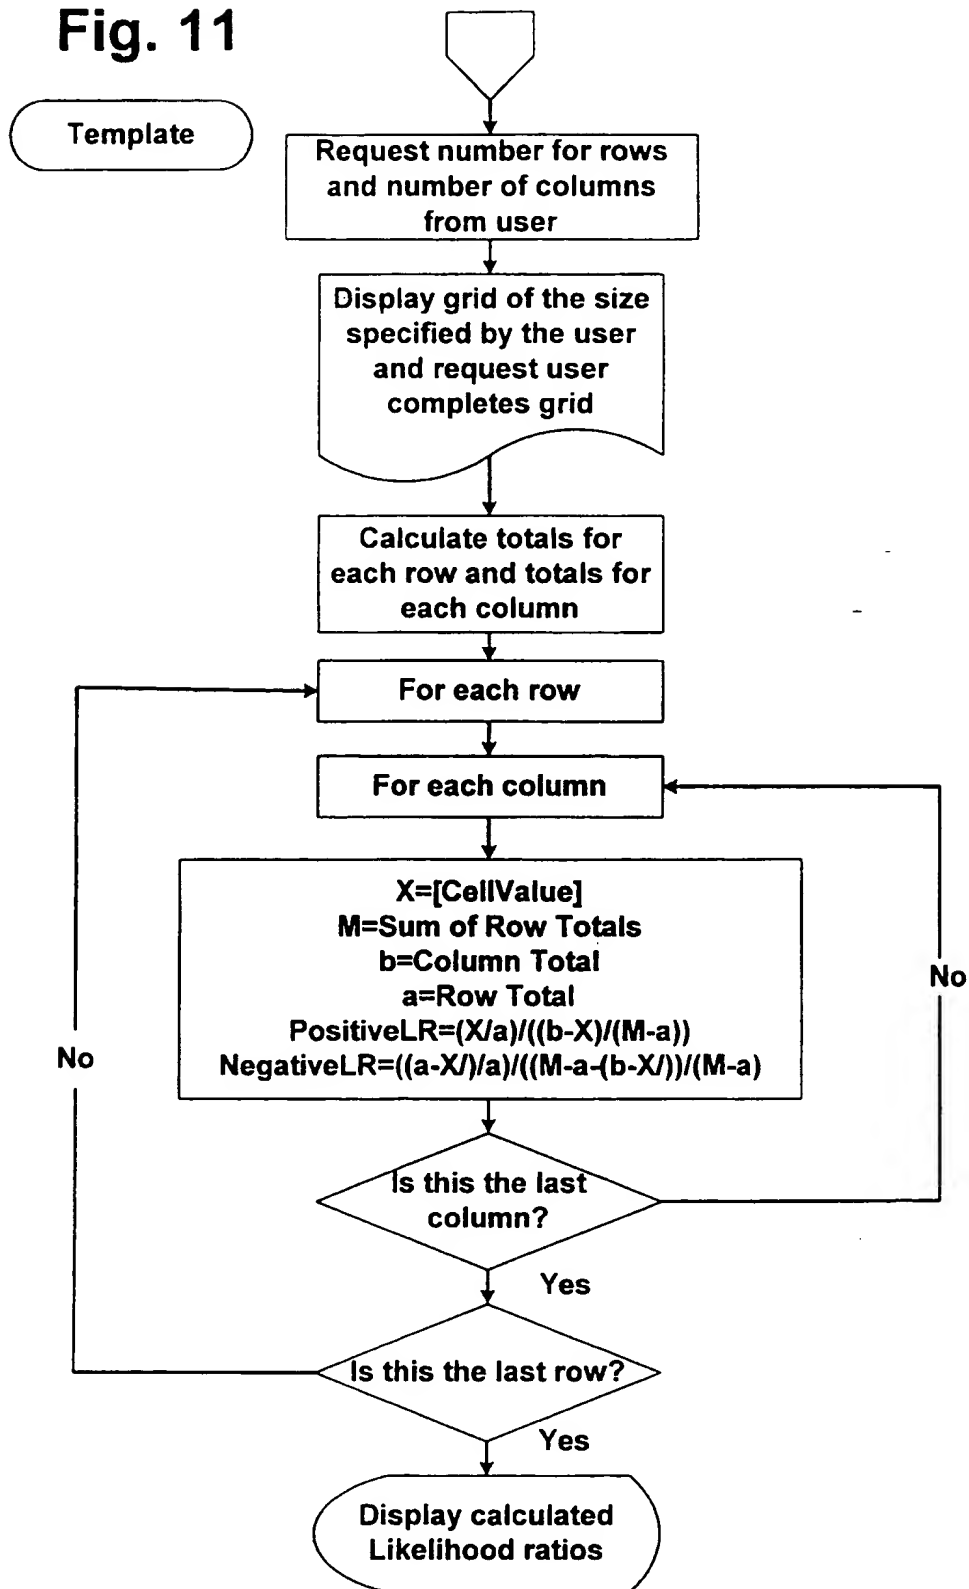 Fig. 11
Template
Request number for rows
and number of columns
from user
Display grid of the size
specified by the user
and request user
completes grid
Calculate totals for
each row and totals for
each column
For each row
For each column
X=[CellValue]
M=Sum of Row Totals
b=Column Total
a=Row Total
PositiveLR=(X/a)/((b-X)/(M-a))
NegativeLR=((a-X/)/a)/((M-a-(b-X/))/(M-a)
No
No
Is this the last
column?
Yes
Is this the last row?
Yes
Display calculated
Likelihood ratios